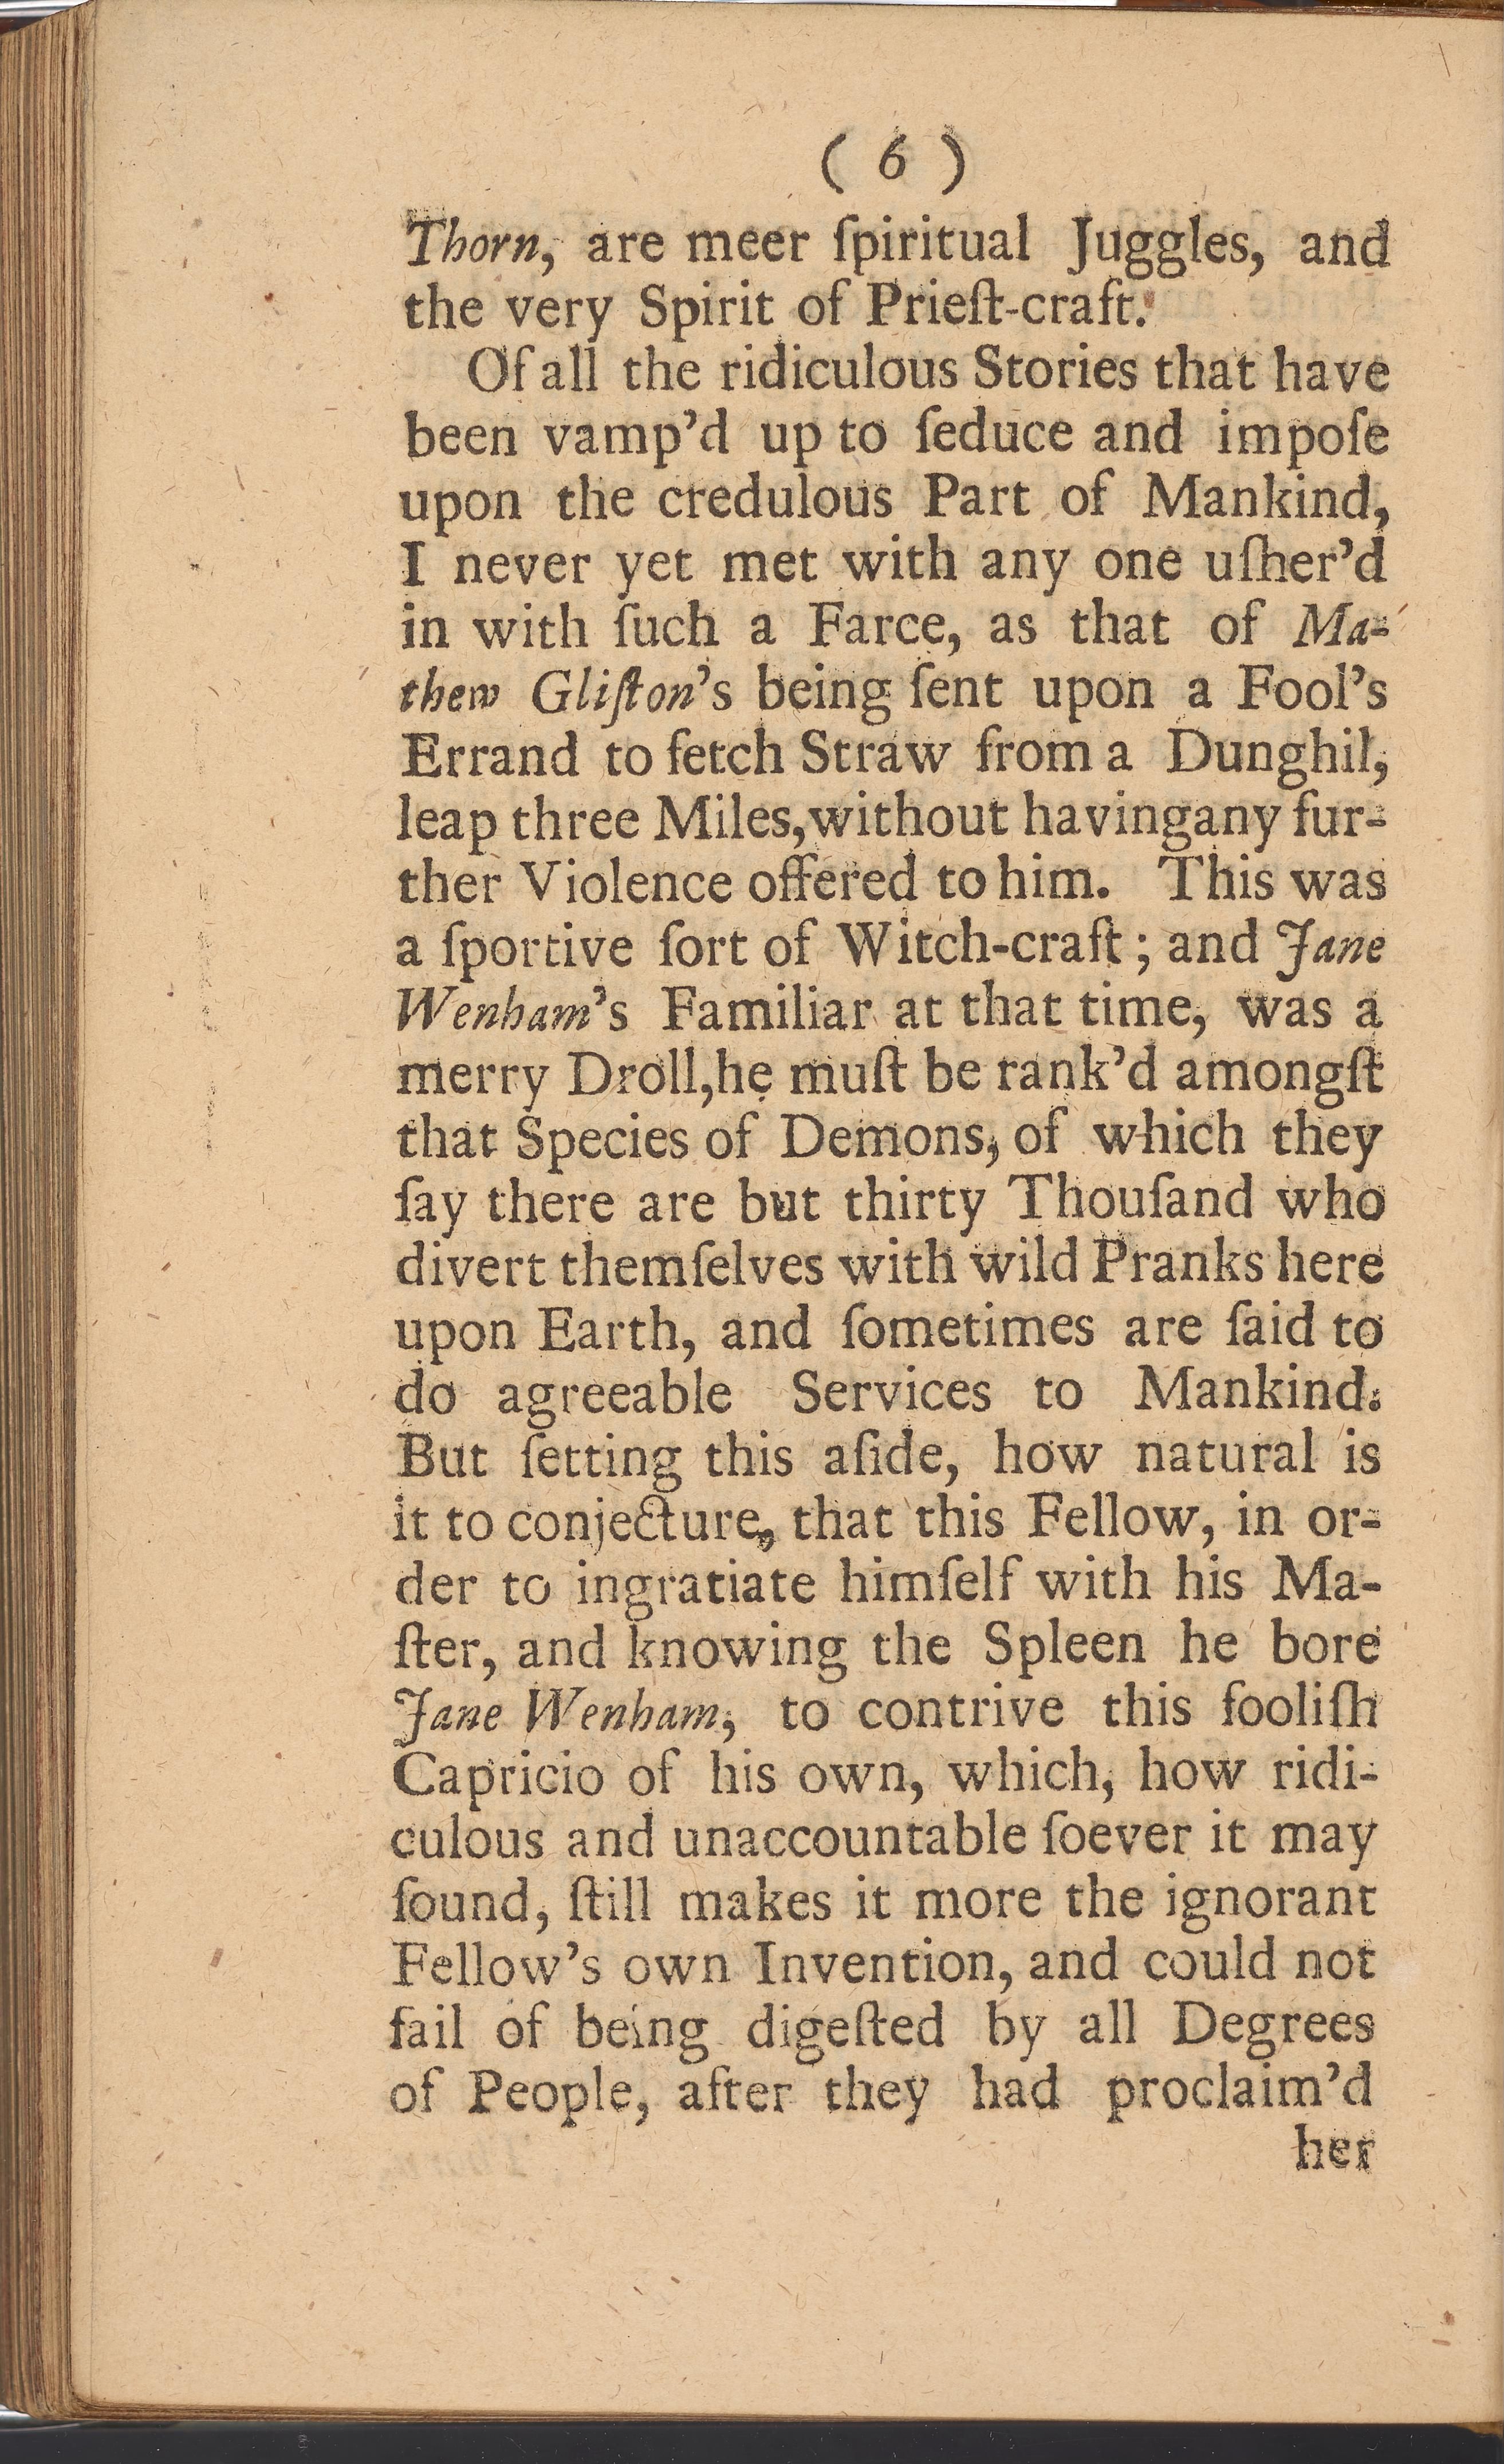 ( 6 )
Thorn, are meer ſpiritual Juggles, and
the very Spirit of Prieſt-craft.
Of all the ridiculous Stories that have
been vamp'd up to ſeduce and impoſe
upon the credulous Part of Mankind,
I never yet met with any one uſher'd
in with ſuch a Farce, as that of Ma-
thew Gliſton's being ſent upon a Fool's
Errand to fetch Straw from a Dunghil,
leap three Miles, without havingany fur-
ther Violence offered to him. This was
a ſportive ſort of Witch-craft; and Jane
Wenham's Familiar at that time, was a
merry Droll, he muſt be rank'd amongſt
that Species of Demons, of which they
ſay there are but thirty Thouſand who
divert themſelves with wild Pranks here
upon Earth, and ſometimes are ſaid to
do agreeable Services to Mankind.
But ſetting this aſide, how natural is
it to conjecture, that this Fellow, in or-
der to ingratiate himſelf with his Ma-
ſter, and knowing the Spleen he bore
Jane Wenham, to contrive this fooliſh
Capricio of his own, which, how ridi-
culous and unaccountable ſoever it may
ſound, ſtill makes it more the ignorant
Fellow's own Invention, and could not
fail of being digeſted by all Degrees
of People, after they had proclaim'd
her